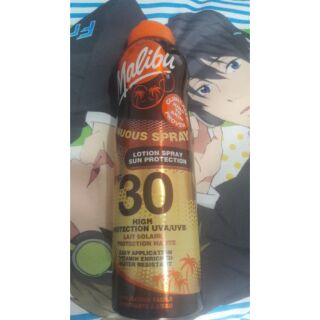 Malibu
NUOUS SPRAY
LOTION SPRAY
SUN PROTECTION
30
HIGH
ROTECTION UVA/UVB
LAIT SOLAIRE
PROTECTION HAUTE
EASY APPLICATION
VITAMIN ENRICHED
WATER RESISTANT